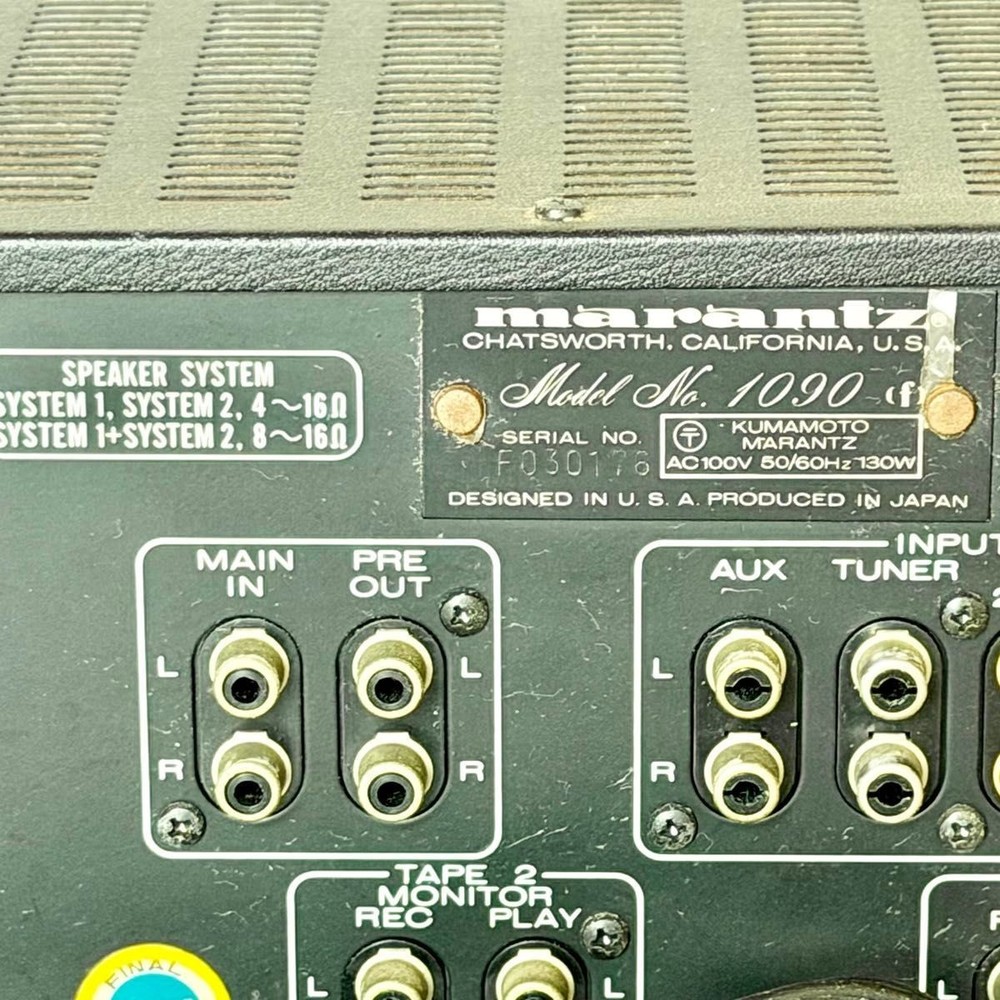 marantz
CHATSWORTH, CALIFORNIA, U.S.A.
Model No. 1090 (f)
SERIAL NO.
F030176
Ⓣ KUMAMOTO
MARANTZ
AC100V 50/60Hz 130W
DESIGNED IN U.S.A. PRODUCED IN JAPAN
SPEAKER SYSTEM
SYSTEM 1, SYSTEM 2, 4～16Ω
SYSTEM 1+SYSTEM 2, 8～16Ω
MAIN IN
PRE OUT
L L
R R
INPUT
AUX TUNER
L
R
TAPE 2
MONITOR
REC PLAY
L L
L
FINAL